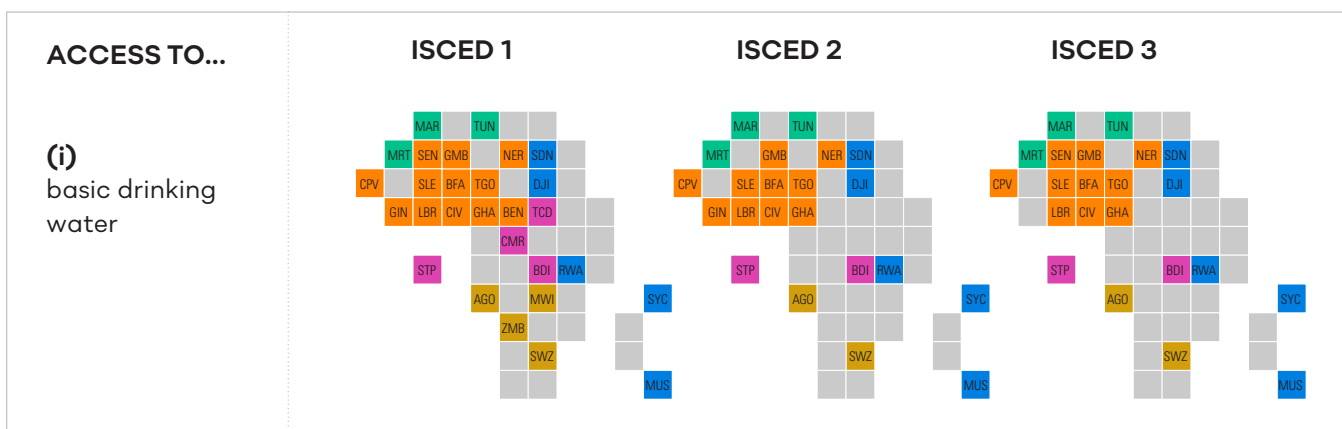 ACCESS TO...
ISCED 1
ISCED 2
ISCED 3
(i)
basic drinking
water
MAR TUN
MRT SEN GMB NER SDN
CPV SLE BFA TGO DJI
GIN LBR CIV GHA BEN TCD
CMR
STP BDI RWA
AGO MWI SYC
ZMB
SWZ
MUS
MAR TUN
MRT GMB NER SDN
CPV SLE BFA TGO DJI
GIN LBR CIV GHA
STP BDI RWA
AGO SYC
SWZ
MUS
MAR TUN
MRT SEN GMB NER SDN
CPV SLE BFA TGO DJI
LBR CIV GHA
STP BDI RWA
AGO SYC
SWZ
MUS